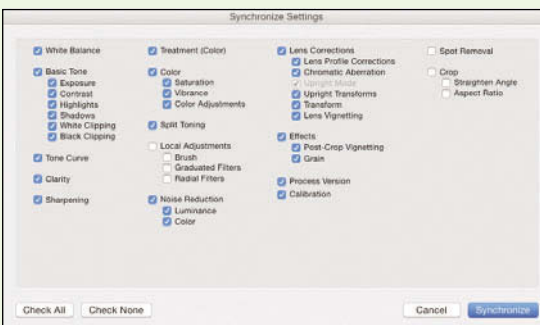 Synchronize Settings
White Balance
Basic Tone
Exposure
Contrast
Highlights
Shadows
White Clipping
Black Clipping
Tone Curve
Clarity
Sharpening
Treatment (Color)
Color
Saturation
Vibrance
Color Adjustments
Split Toning
Local Adjustments
Brush
Graduated Filters
Radial Filters
Noise Reduction
Luminance
Color
Lens Corrections
Lens Profile Corrections
Chromatic Aberration
Upright Mode
Upright Transforms
Transform
Lens Vignetting
Effects
Post-Crop Vignetting
Grain
Process Version
Calibration
Spot Removal
Crop
Straighten Angle
Aspect Ratio
Check All
Check None
Cancel
Synchronize